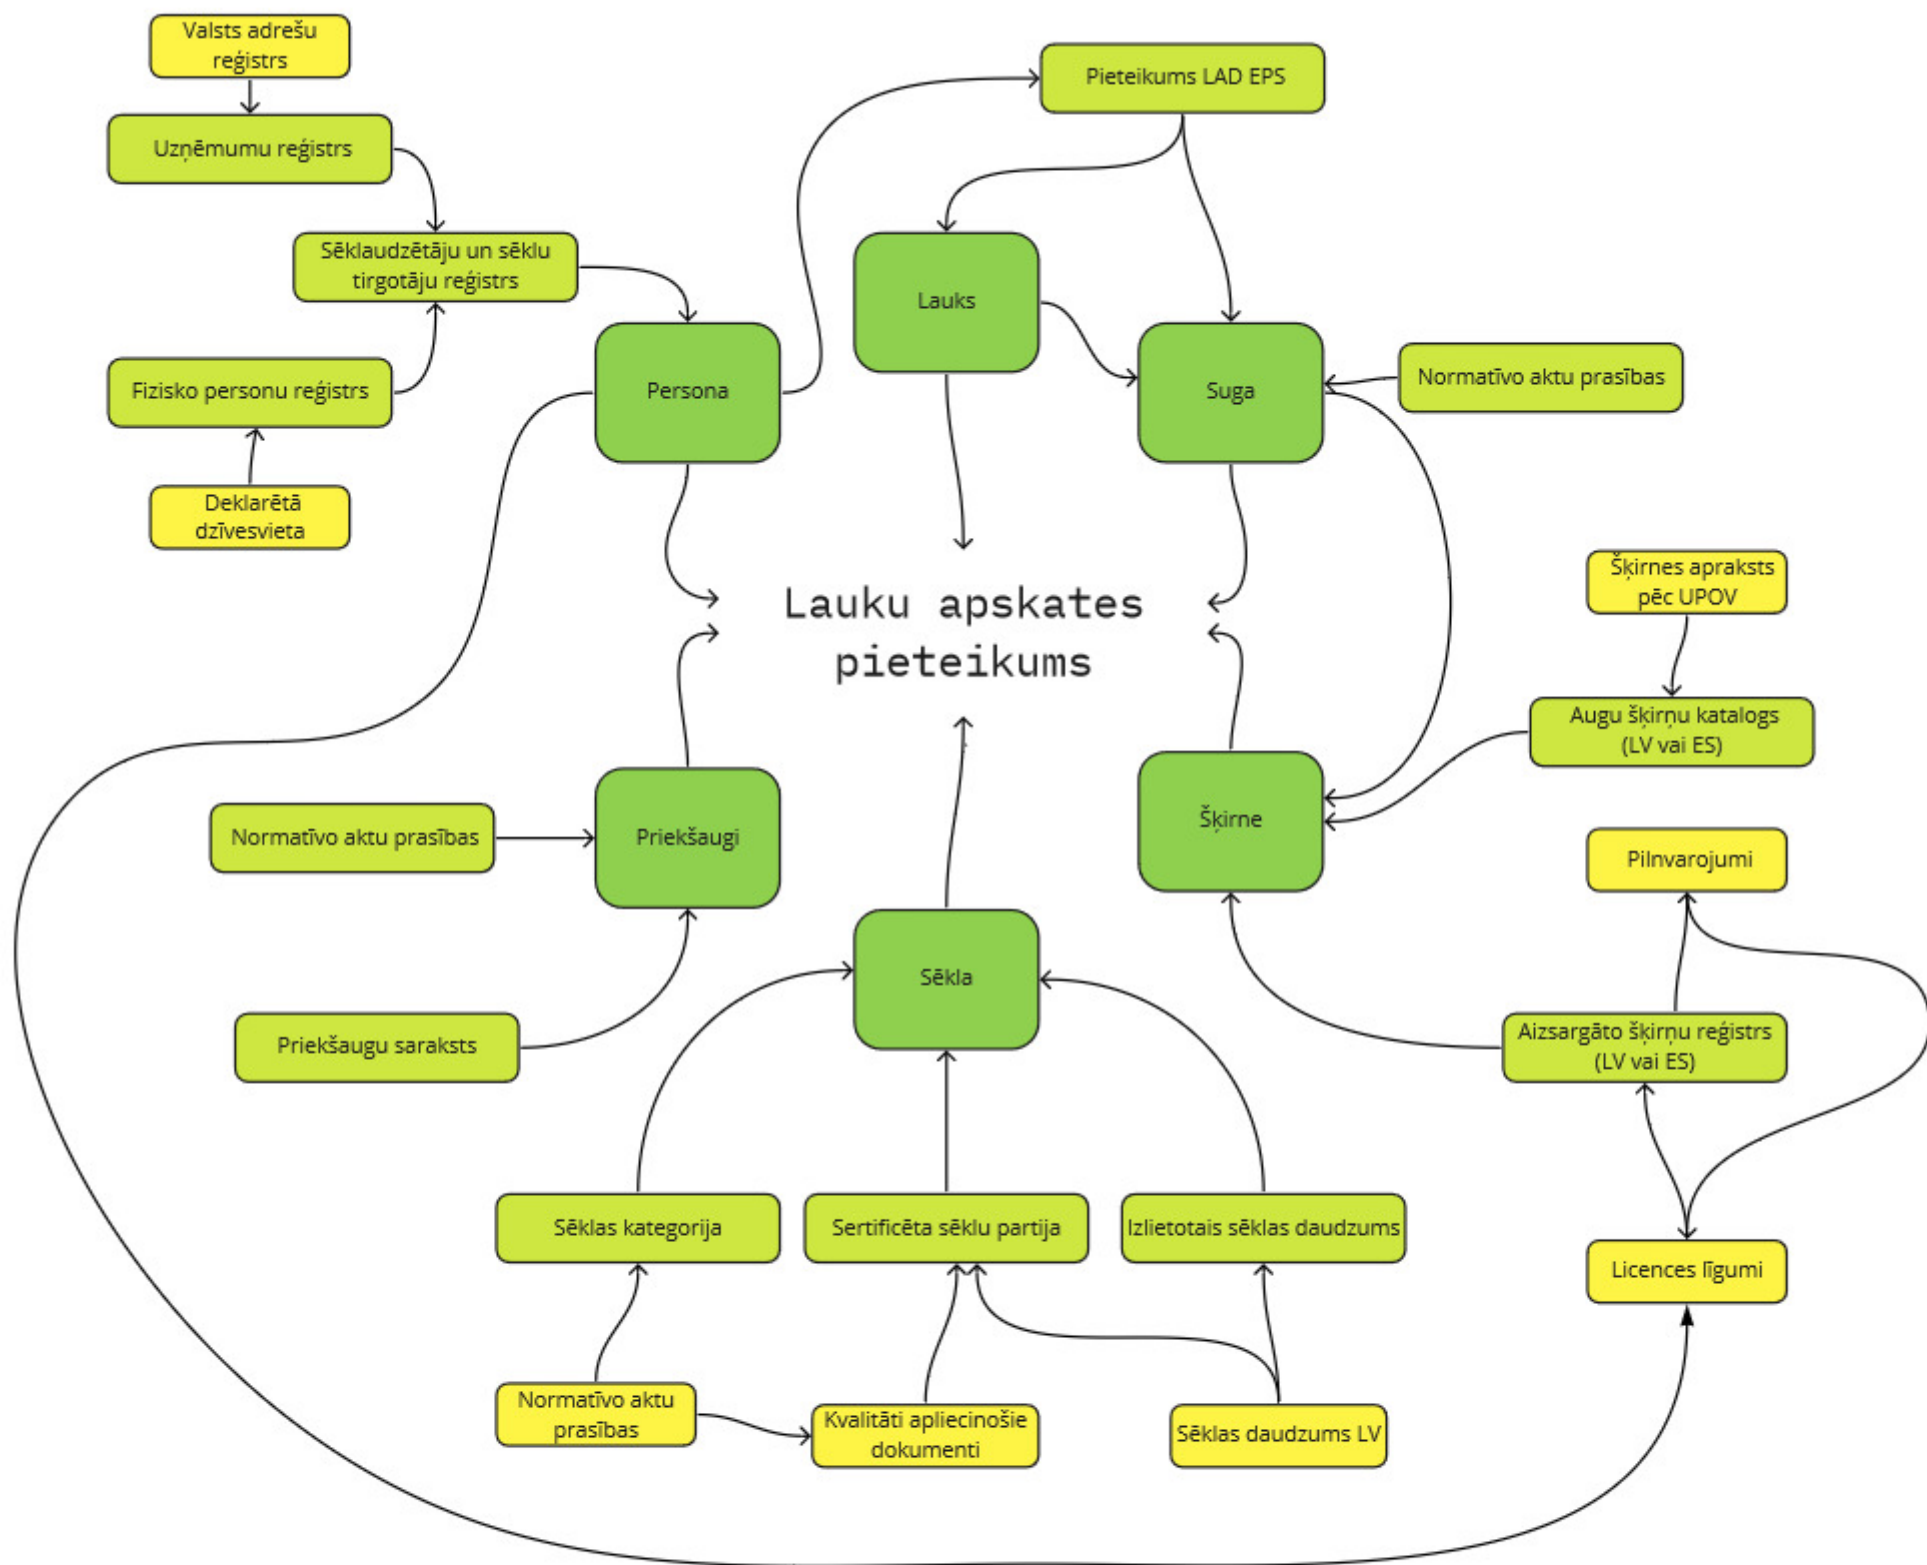 Valsts adrešu
reģistrs
Pieteikums LAD EPS
Uzņēmumu reģistrs
Sēklaudzētāju un sēklu
tirgotāju reģistrs
Lauks
Persona
Suga
Normatīvo aktu prasības
Fizisko personu reģistrs
Deklarētā
dzīvesvieta
Lauku apskates
pieteikums
Šķirnes apraksts
pēc UPOV
Augu šķirņu katalogs
(LV vai ES)
Normatīvo aktu prasības
Priekšaugi
Šķirne
Pilnvarojumi
Sēkla
Priekšaugu saraksts
Aizsargāto šķirņu reģistrs
(LV vai ES)
Sēklas kategorija
Sertificēta sēklu partija
Izlietotais sēklas daudzums
Licences līgumi
Normatīvo aktu
prasības
Kvalitāti apliecinošie
dokumenti
Sēklas daudzums LV